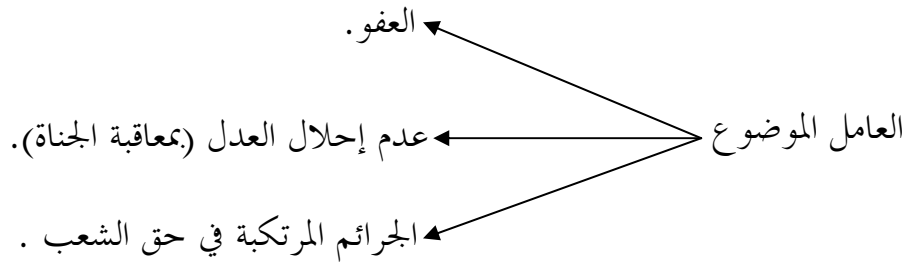 العفو.
العامل الموضوع عدم إحلال العدل (بمعاقبة الجناة).
الجرائم المرتكبة في حق الشعب .